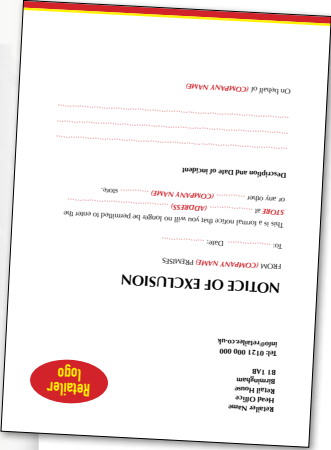 Retailer
logo
Retailer Name
Head Office
Retail House
Birmingham
B1 1AB
Tel: 0121 000 000
info@retailer.co.uk
NOTICE OF EXCLUSION
FROM (COMPANY NAME) PREMISES
To: .................. Date: ..................
This is a formal notice that you will no longer be permitted to enter the
STORE at .................. (ADDRESS) ..................
or any other ............ (COMPANY NAME) ............ store.
Description and Date of incident
On behalf of (COMPANY NAME)